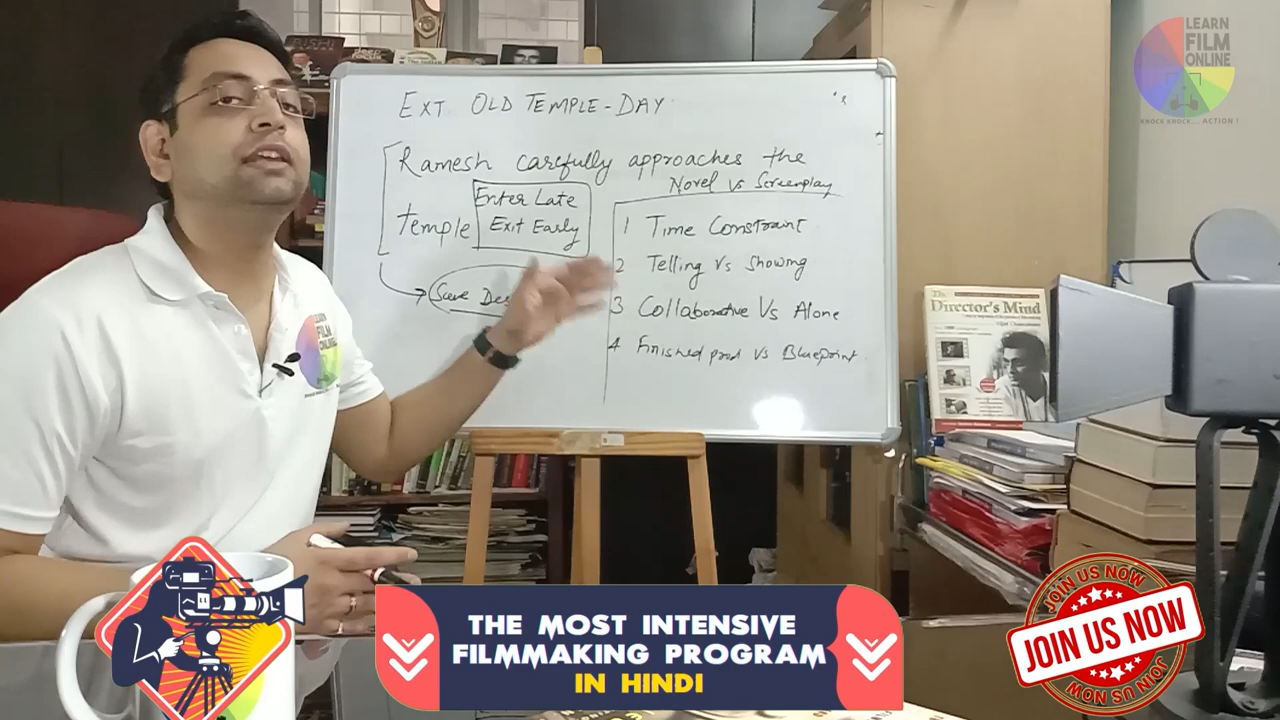 LEARN
FILM
ONLINE
KNOCK KNOCK... ACTION !
EXT. OLD TEMPLE - DAY
Ramesh carefully approaches the
temple
Enter Late
Exit Early
Novel vs Screenplay
1 Time Constraint
2 Telling Vs Showing
3 Collaborative Vs Alone
4 Finished prod vs Blueprint
The
Director's Mind
LEARN
FILM
ONLINE
THE MOST INTENSIVE
FILMMAKING PROGRAM
IN HINDI
JOIN US NOW
JOIN US NOW
JOIN US NOW